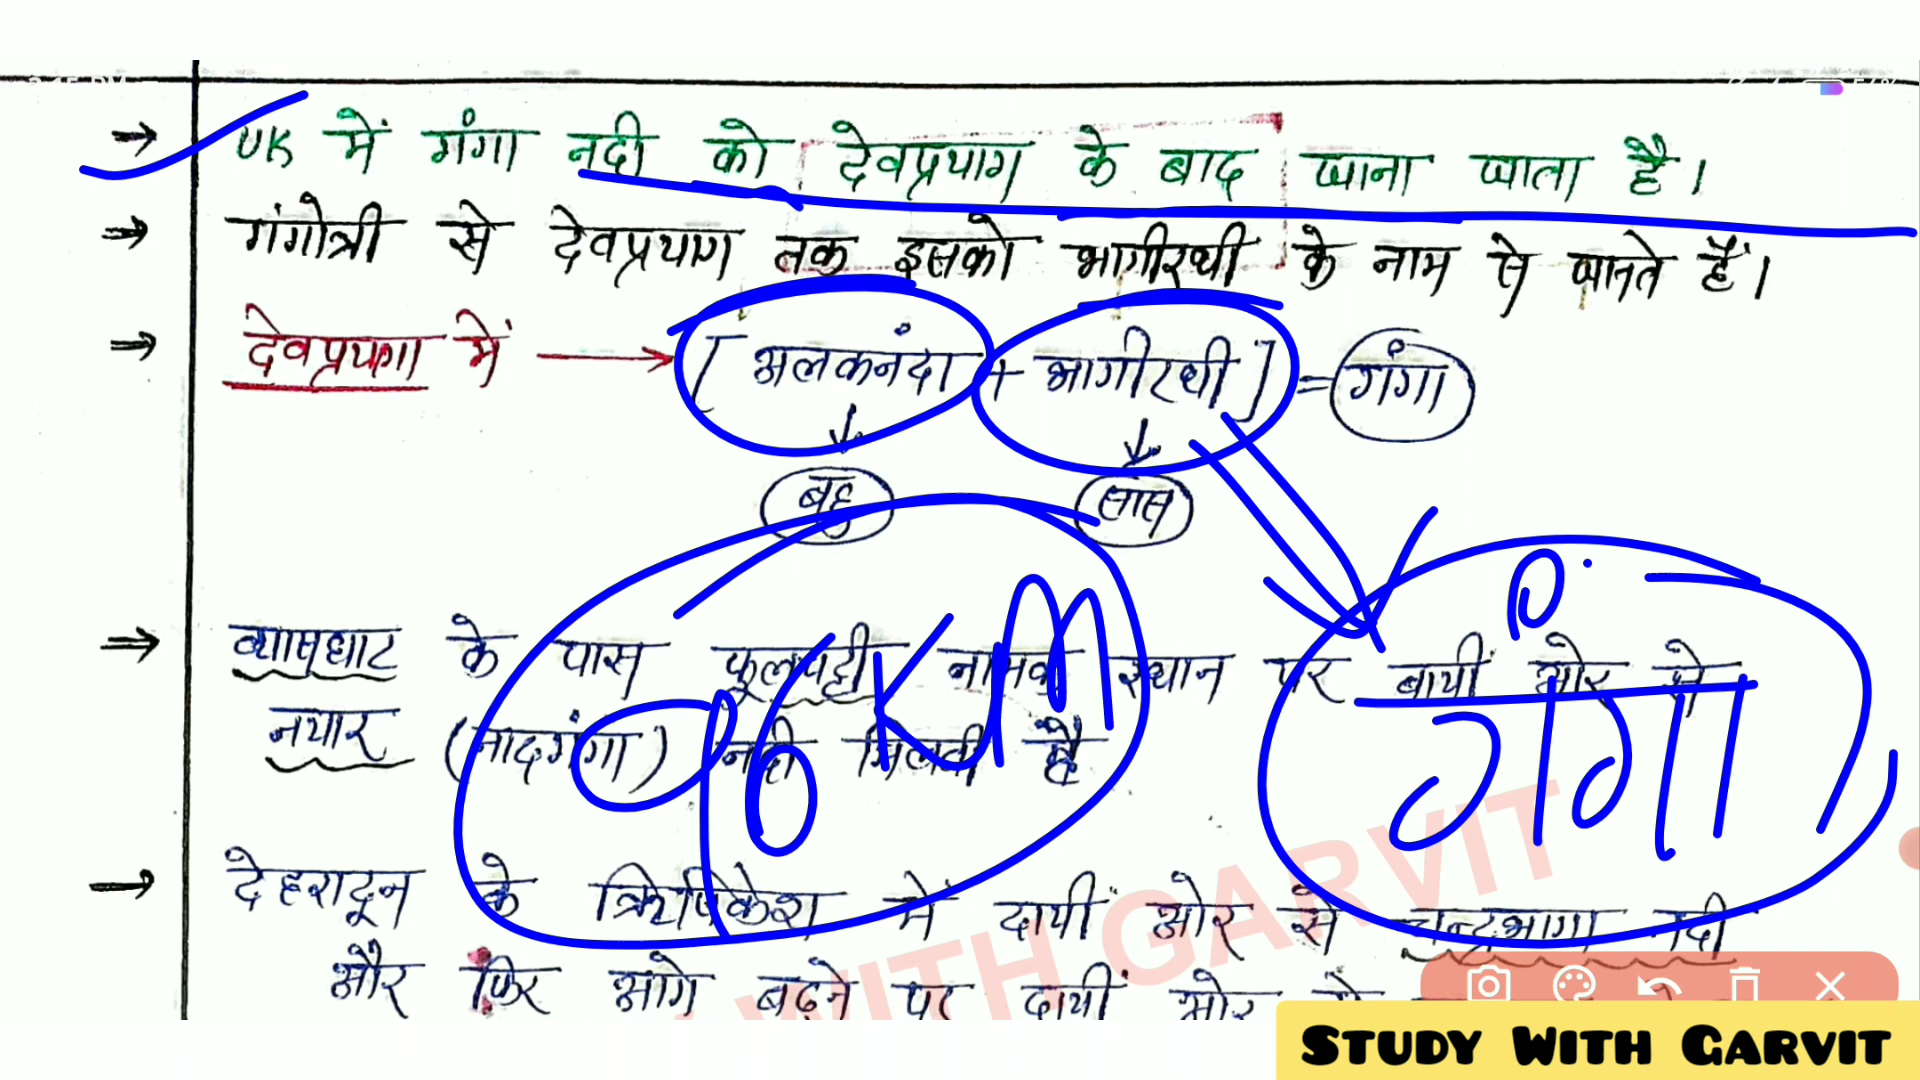 UK में गंगा नदी को देवप्रयाग के बाद जाना जाता है।
गंगोत्री से देवप्रयाग तक इसको भागीरथी के नाम से जानते हैं।
देवप्रयाग में → [अलकनंदा + भागीरथी] = गंगा
बहु सास
व्यासघाट के पास फूलचट्टी नामक स्थान पर बायीं ओर से
नयार (नादगंगा) नदी मिलती है
KM
गंगा
देहरादून के ऋषिकेश में दायीं ओर से चन्द्रभागा नदी
और फिर आगे बढ़ने पर दायीं ओर से
WITH GARVIT
STUDY WITH GARVIT